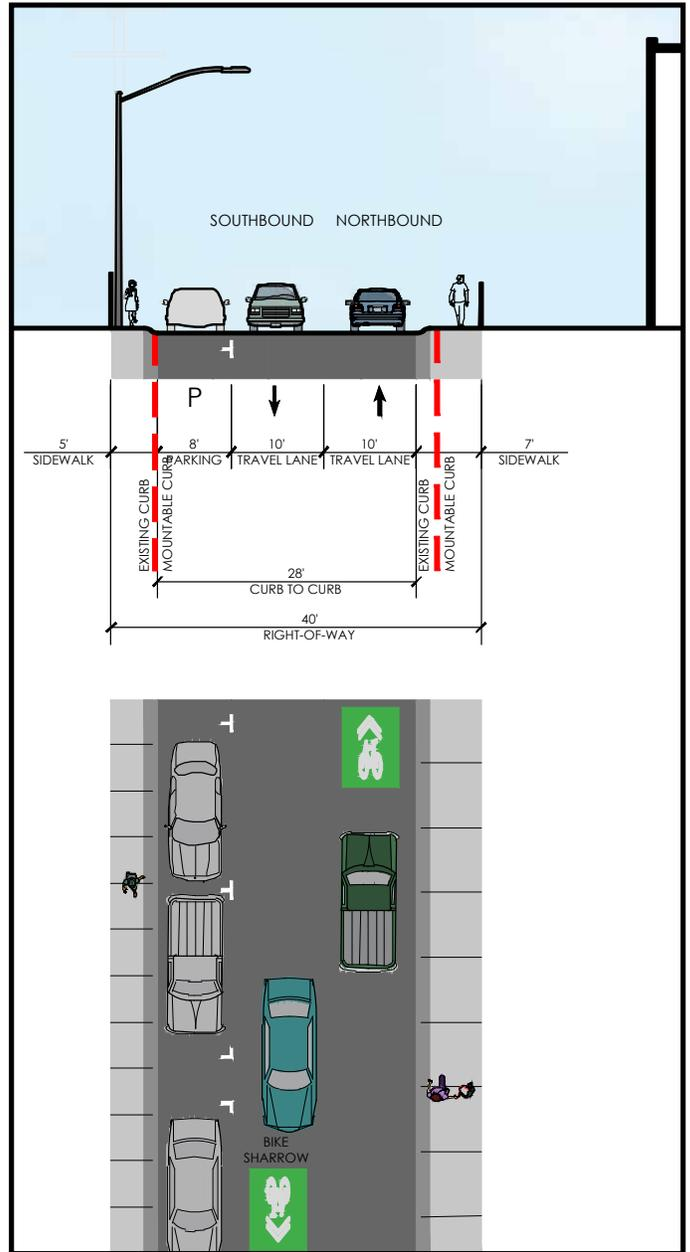 SOUTHBOUND NORTHBOUND
P
5' 8' 10' 10' 7'
SIDEWALK PARKING TRAVEL LANE TRAVEL LANE SIDEWALK
EXISTING CURB
MOUNTABLE CURB
EXISTING CURB
MOUNTABLE CURB
28'
CURB TO CURB
40'
RIGHT-OF-WAY
BIKE
SHARROW